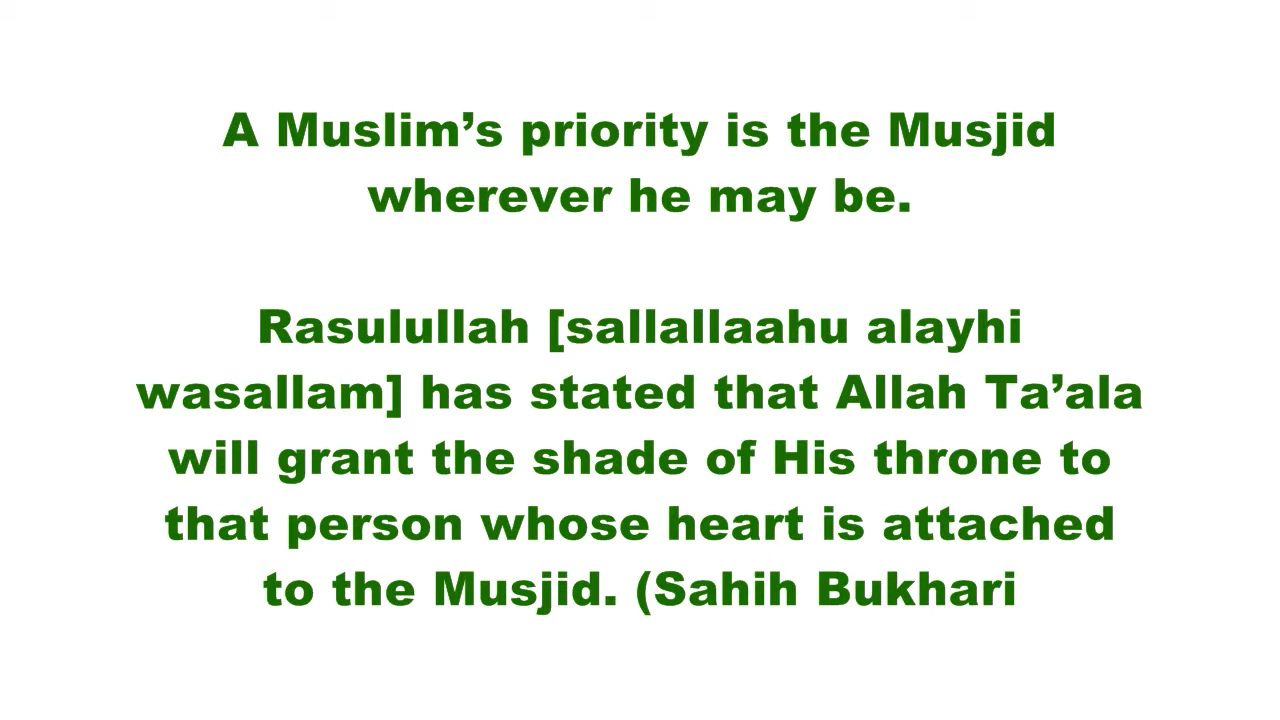 A Muslim’s priority is the Musjid
wherever he may be.
Rasulullah [sallallaahu alayhi
wasallam] has stated that Allah Ta’ala
will grant the shade of His throne to
that person whose heart is attached
to the Musjid. (Sahih Bukhari